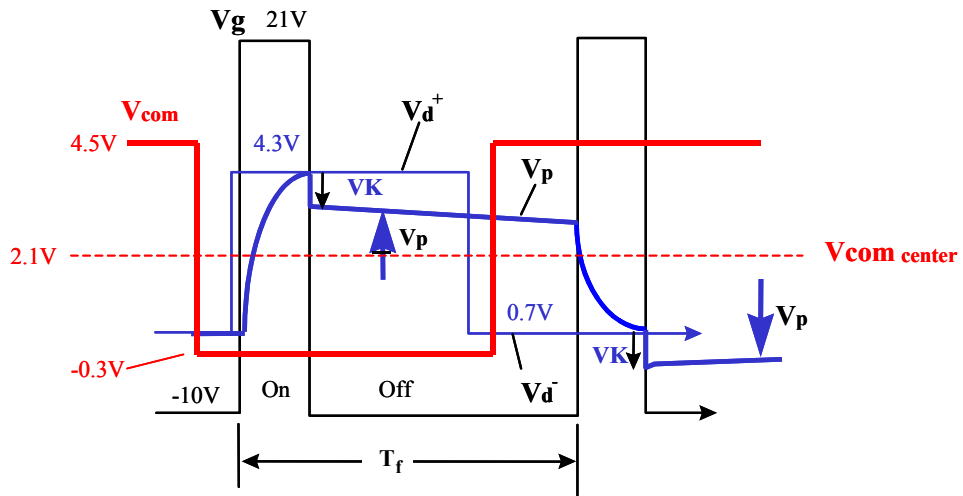 Vg 21V
Vcom
Vd+
4.5V
4.3V
VK
Vp
Vp
2.1V
Vcom center
0.7V
Vp
VK
-0.3V
Vd-
-10V
On
Off
Tf